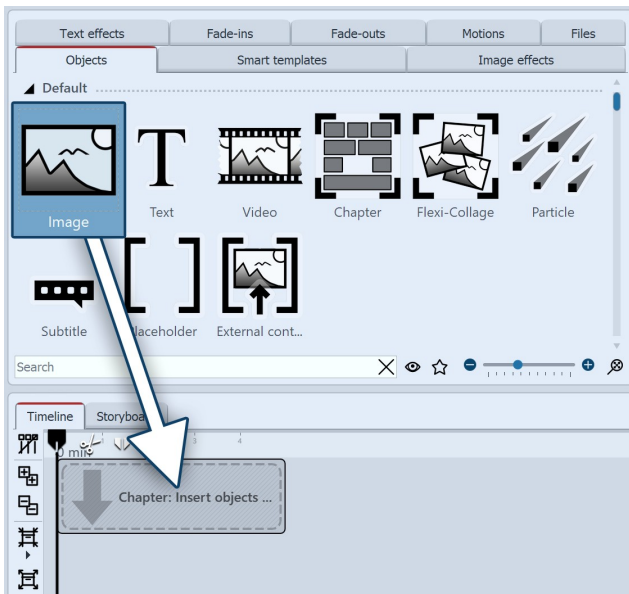 Text effects Fade-ins Fade-outs Motions Files
Objects Smart templates Image effects
Default
Image Text Video Chapter Flexi-Collage Particle
Subtitle laceholder External cont...
Search
Timeline Storyboa
0 min 3 4
Chapter: Insert objects ...